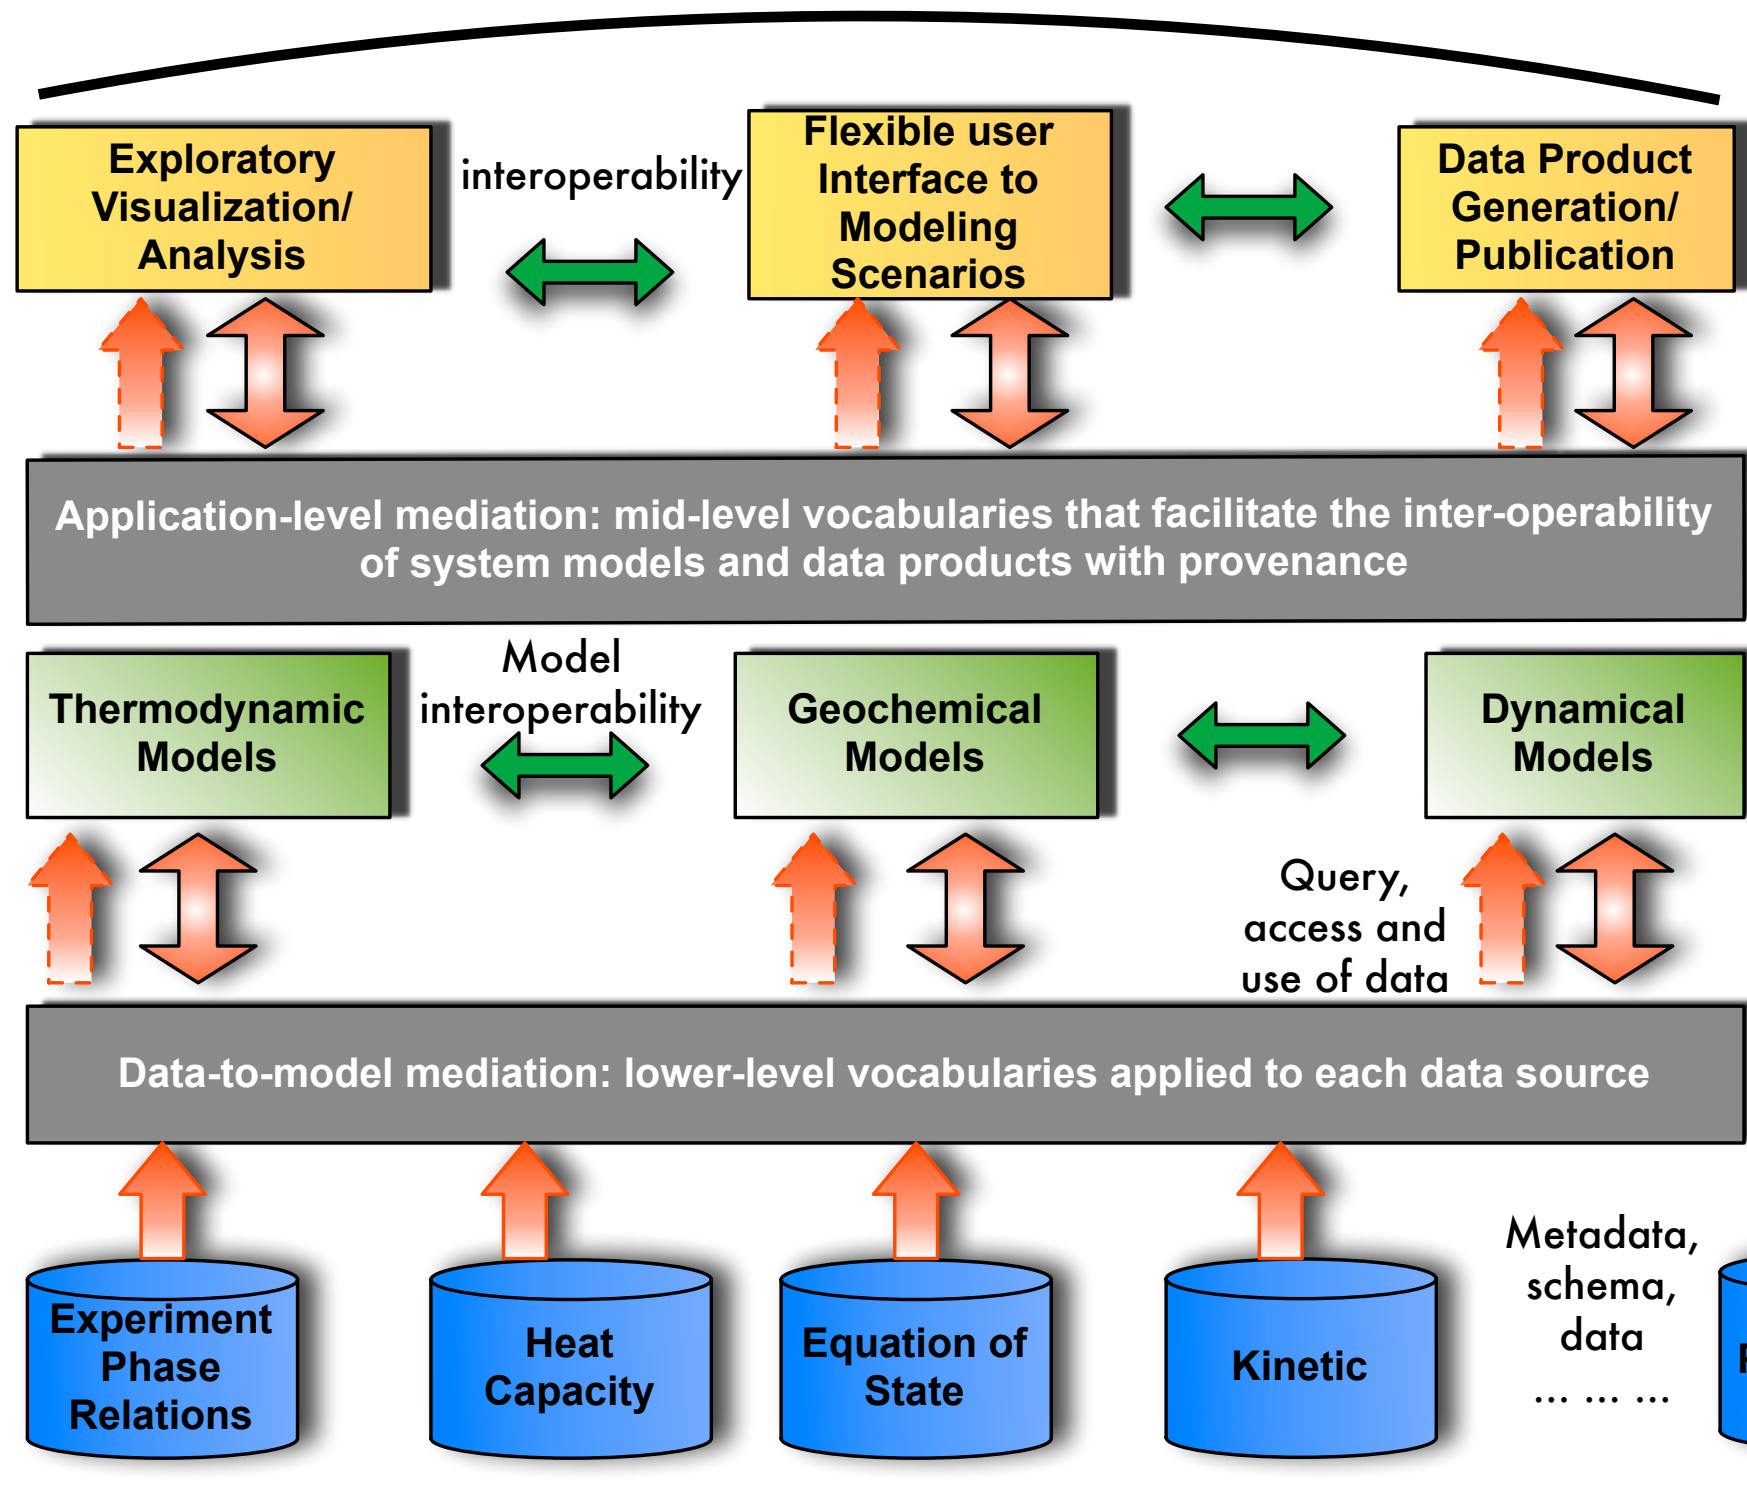 Exploratory
Visualization/
Analysis
interoperability
Flexible user
Interface to
Modeling
Scenarios
Data Product
Generation/
Publication
Application-level mediation: mid-level vocabularies that facilitate the inter-operability
of system models and data products with provenance
Thermodynamic
Models
Model
interoperability
Geochemical
Models
Dynamical
Models
Query,
access and
use of data
Data-to-model mediation: lower-level vocabularies applied to each data source
Experiment
Phase
Relations
Heat
Capacity
Equation of
State
Kinetic
Metadata,
schema,
data
... ... ...